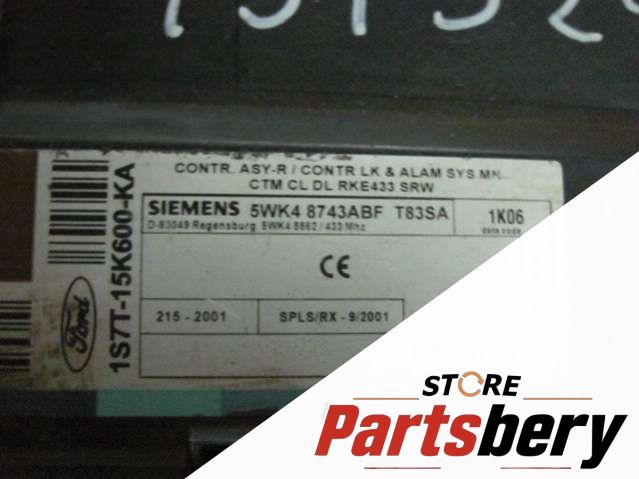 CONTR. ASY-R / CONTR LK & ALAM SYS MN.
CTM CL DL RKE433 SRW
SIEMENS 5WK4 8743ABF T83SA
D-93049 Regensburg 5WK4 8662 / 433 Mhz
1K06
date code
CE
215 - 2001
SPLS/RX - 9/2001
Ford
1S7T-15K600-KA
STORE
Partsbery